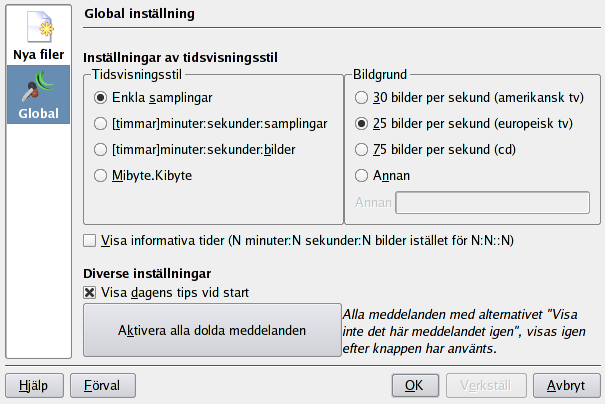 Nya filer
Global
Global inställning
Inställningar av tidsvisningsstil
Tidsvisningsstil
Enkla samplingar
[timmar]minuter:sekunder:samplingar
[timmar]minuter:sekunder:bilder
Mibyte.Kibyte
Bildgrund
30 bilder per sekund (amerikansk tv)
25 bilder per sekund (europeisk tv)
75 bilder per sekund (cd)
Annan
Annan
Visa informativa tider (N minuter:N sekunder:N bilder istället för N:N::N)
Diverse inställningar
Visa dagens tips vid start
Aktivera alla dolda meddelanden
Alla meddelanden med alternativet "Visa
inte det här meddelandet igen", visas igen
efter knappen har använts.
Hjälp
Förval
OK
Verkställ
Avbryt